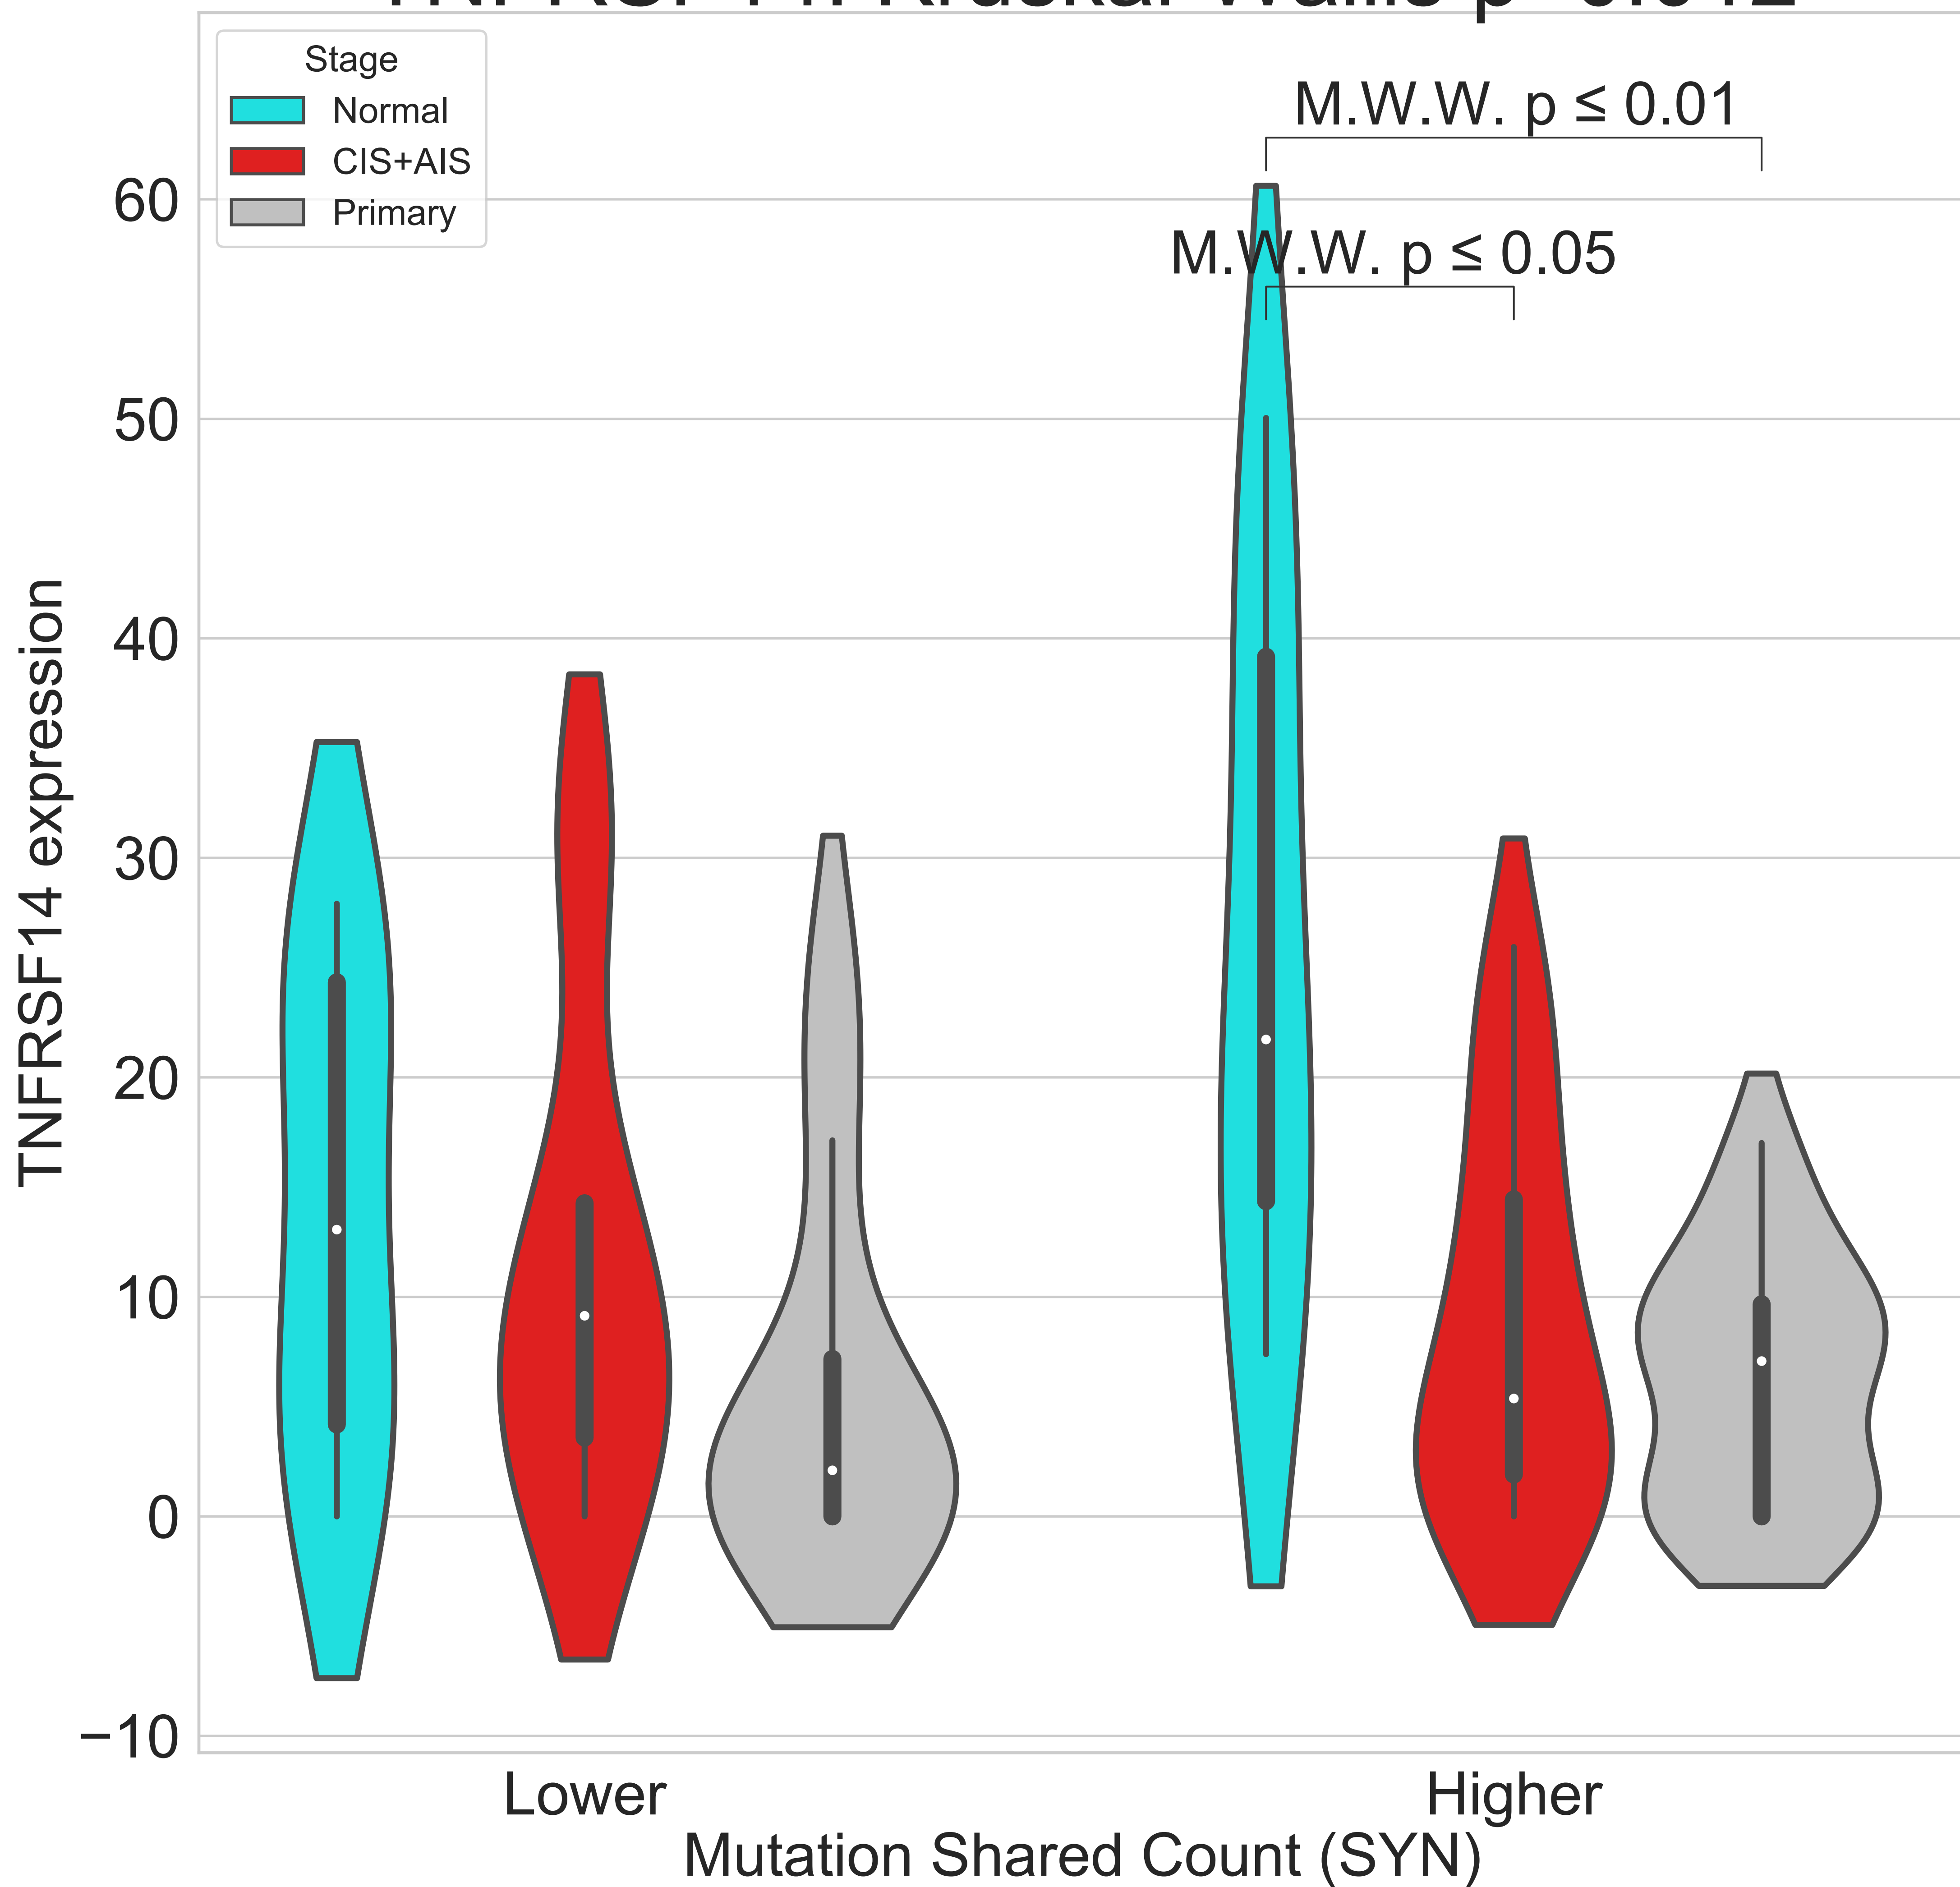 Stage
Normal
CIS+AIS
Primary
M.W.W. p ≤ 0.01
M.W.W. p ≤ 0.05
TNFRSF14 expression
60
50
40
30
20
10
0
−10
Lower
Higher
Mutation Shared Count (SYN)